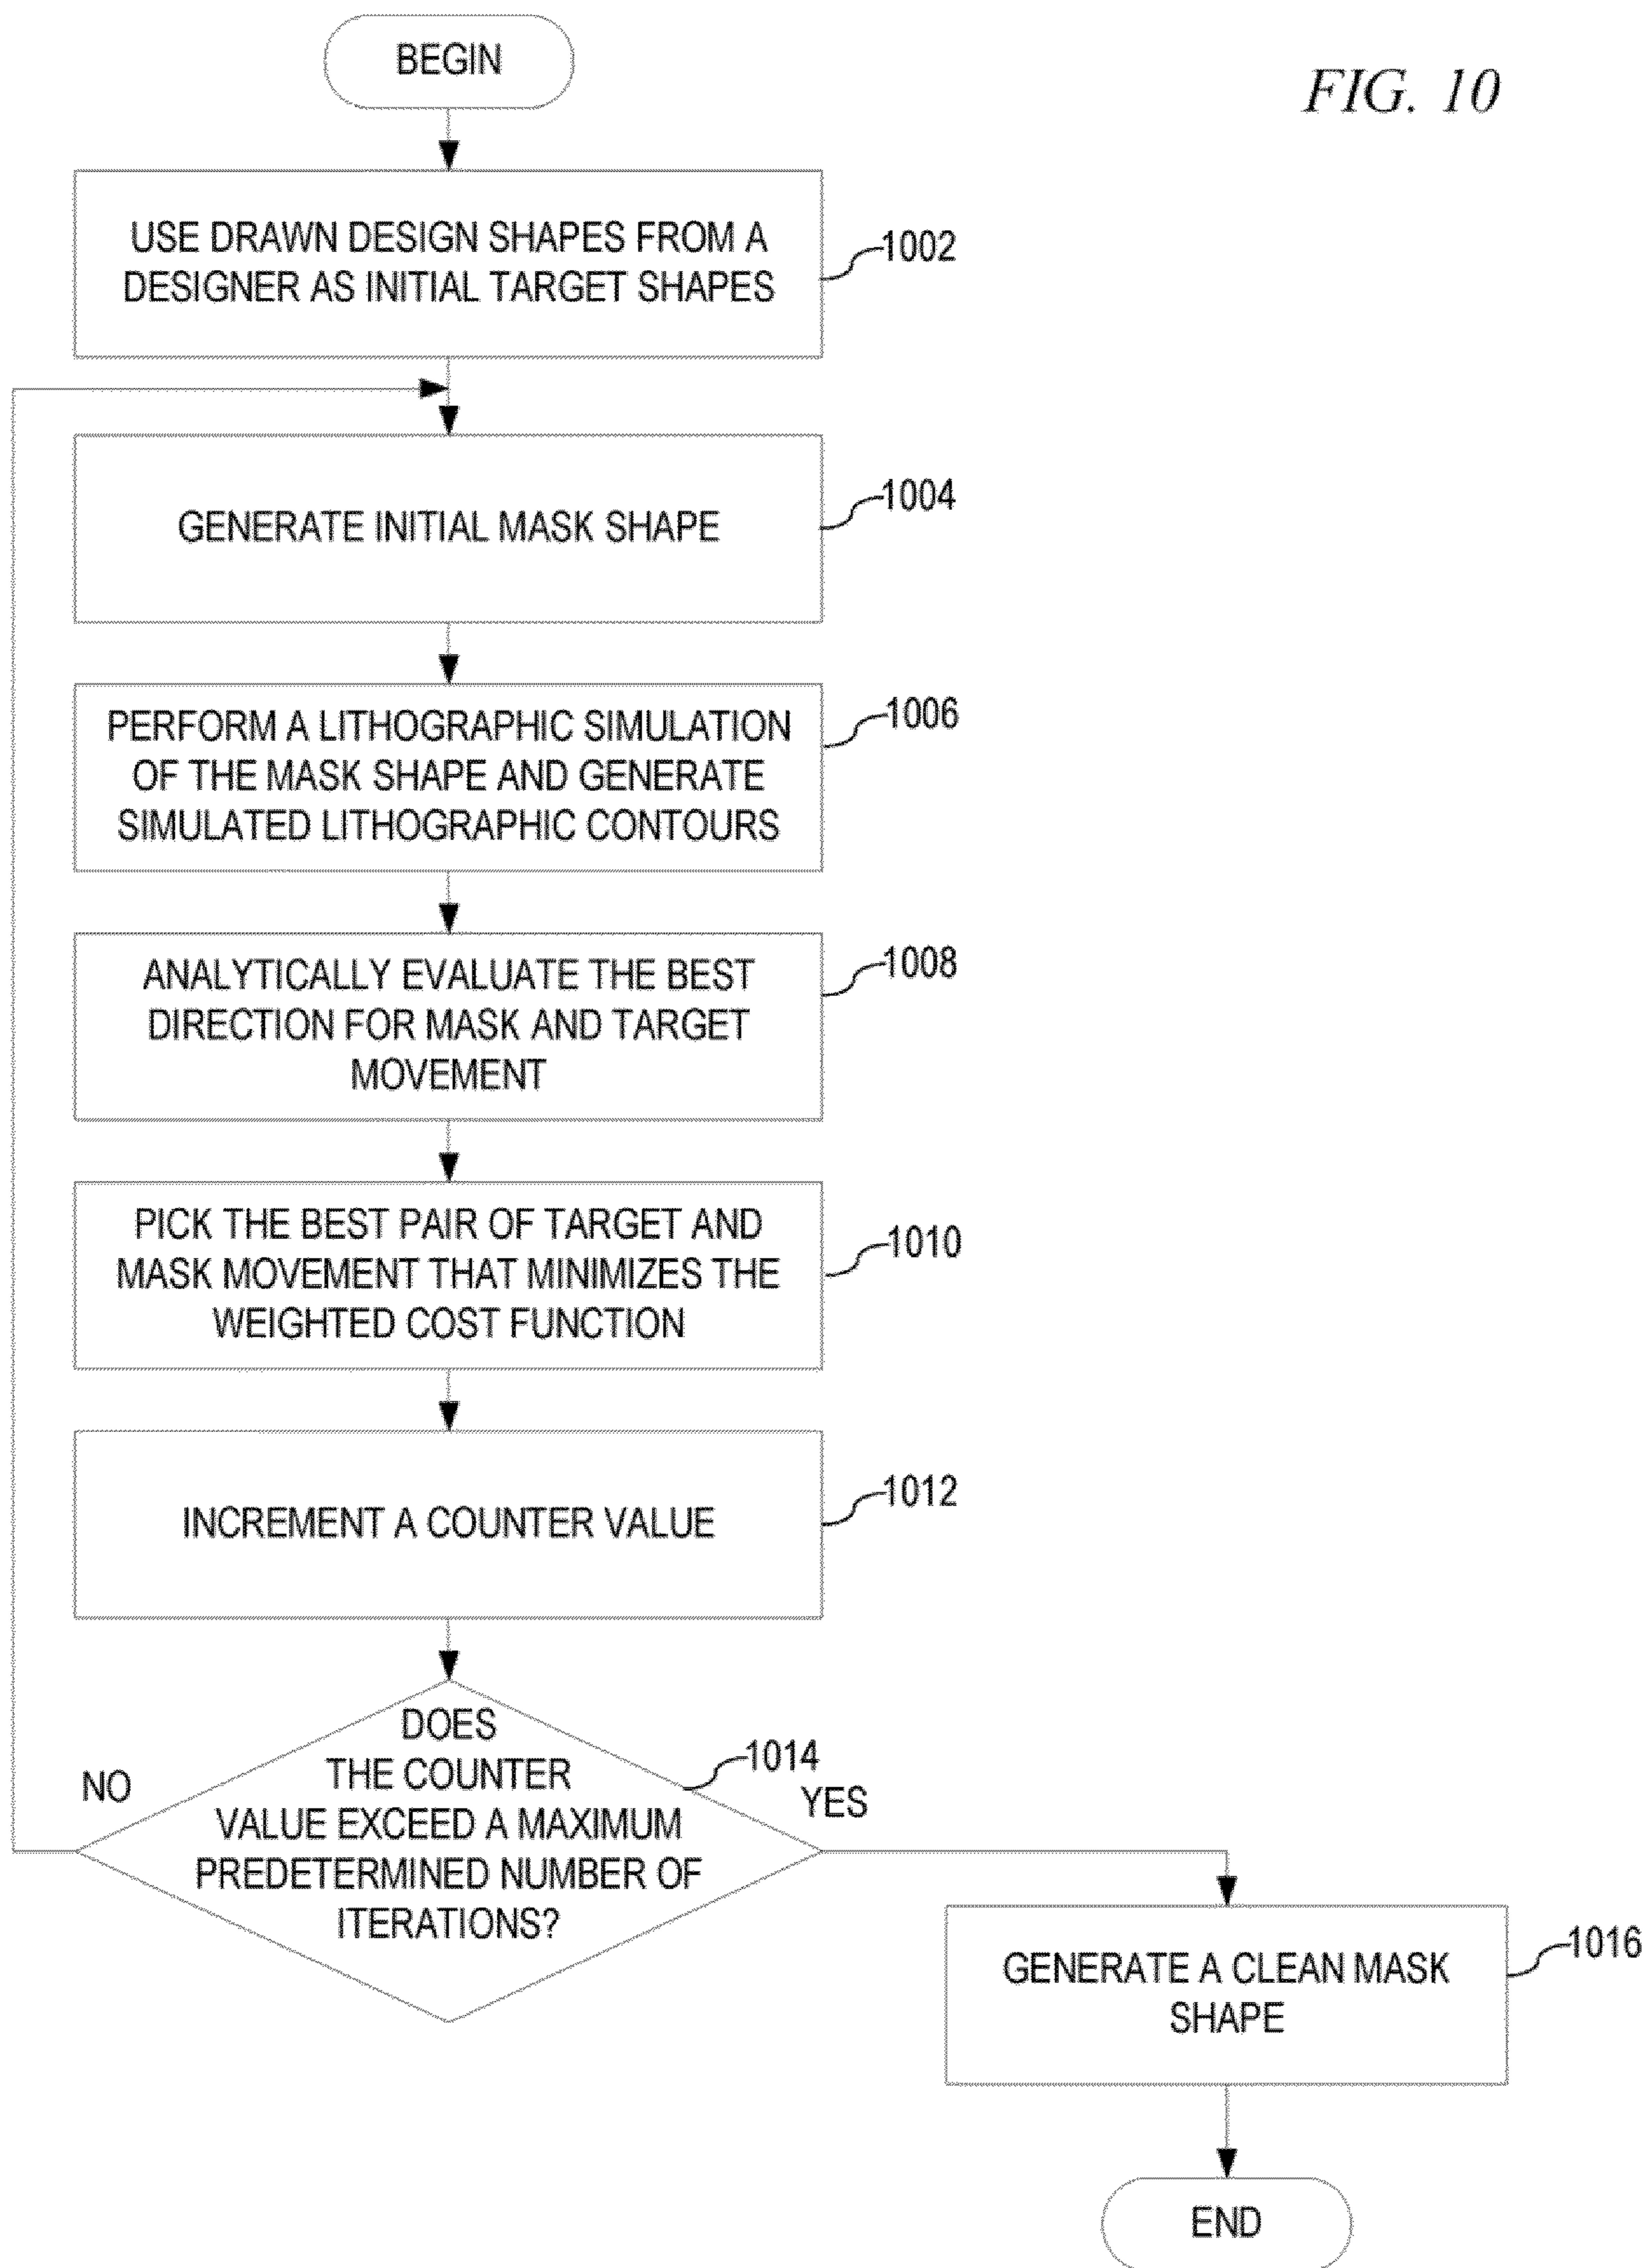 BEGIN
FIG. 10
USE DRAWN DESIGN SHAPES FROM A
DESIGNER AS INITIAL TARGET SHAPES
1002
GENERATE INITIAL MASK SHAPE
1004
PERFORM A LITHOGRAPHIC SIMULATION
OF THE MASK SHAPE AND GENERATE
SIMULATED LITHOGRAPHIC CONTOURS
1006
ANALYTICALLY EVALUATE THE BEST
DIRECTION FOR MASK AND TARGET
MOVEMENT
1008
PICK THE BEST PAIR OF TARGET AND
MASK MOVEMENT THAT MINIMIZES THE
WEIGHTED COST FUNCTION
1010
INCREMENT A COUNTER VALUE
1012
DOES
THE COUNTER
VALUE EXCEED A MAXIMUM
PREDETERMINED NUMBER OF
ITERATIONS?
1014
NO
YES
GENERATE A CLEAN MASK
SHAPE
1016
END